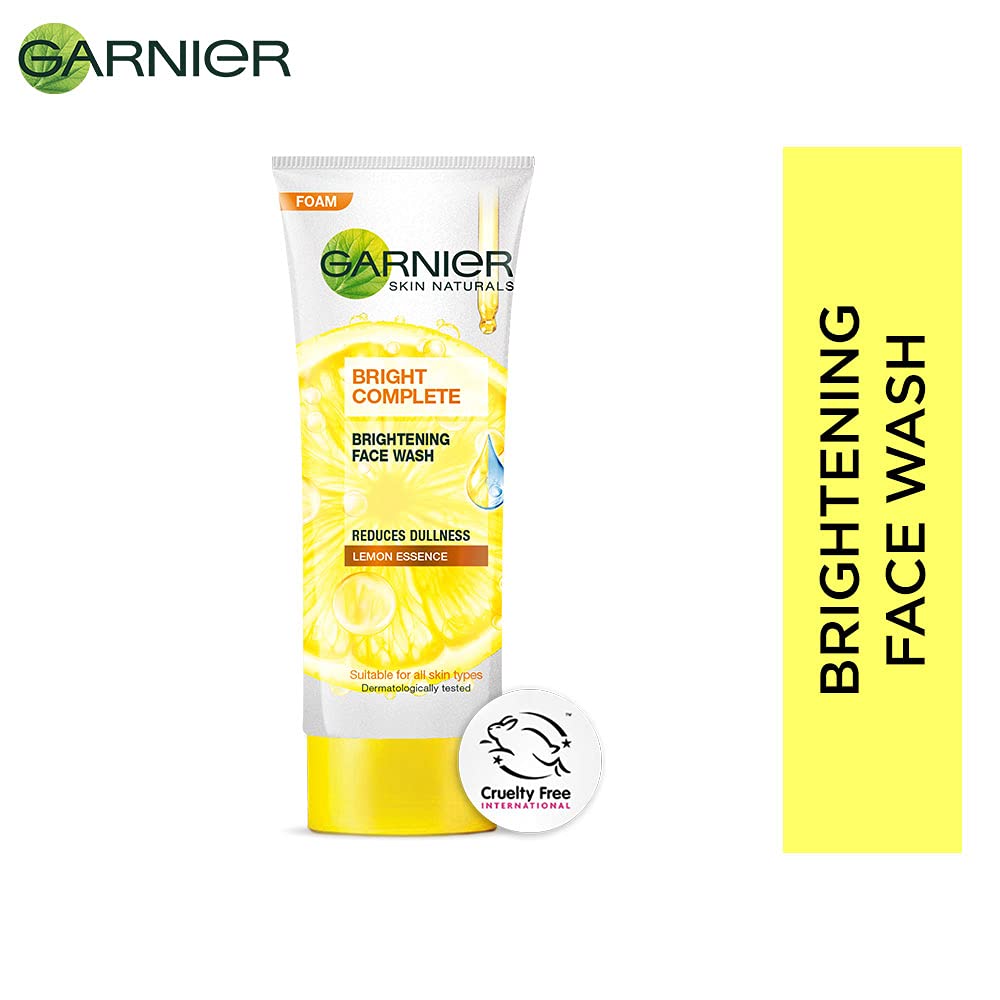 GARNIER
FOAM
GARNIER
SKIN NATURALS
BRIGHT
COMPLETE
BRIGHTENING
FACE WASH
REDUCES DULLNESS
LEMON ESSENCE
Suitable for all skin types
Dermatologically tested
TM
Cruelty Free
INTERNATIONAL
BRIGHTENING
FACE WASH